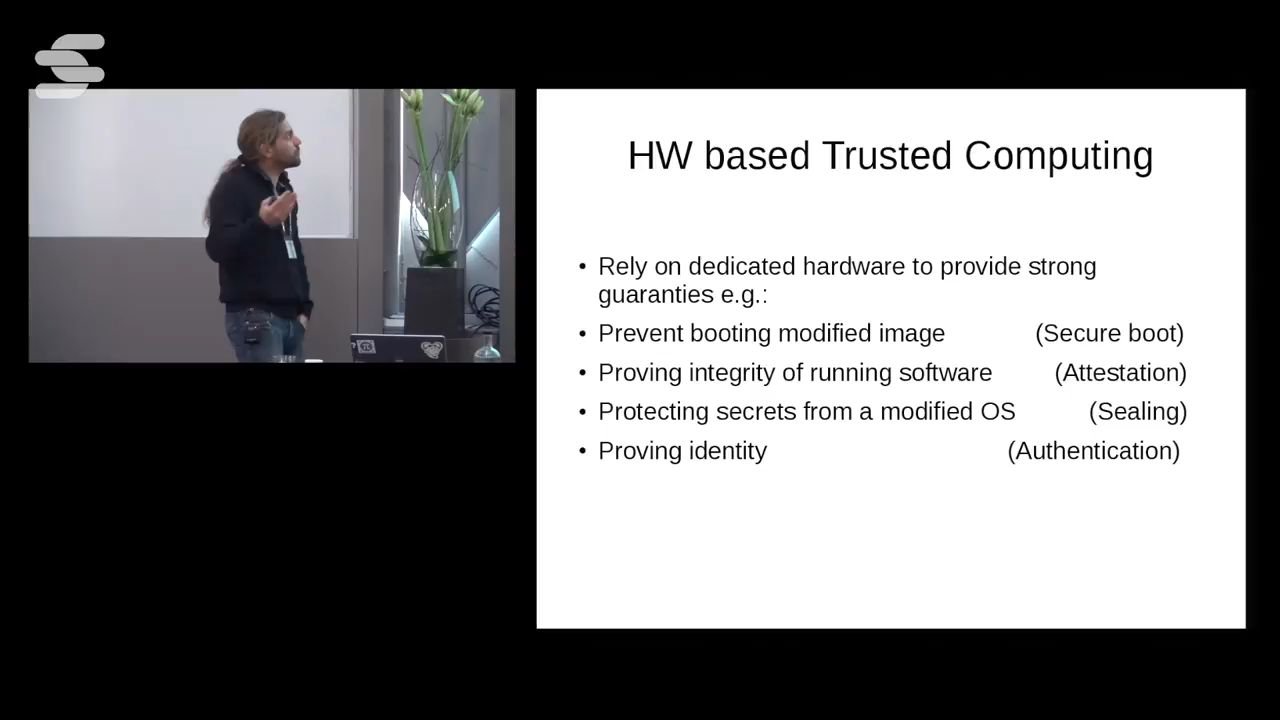 HW based Trusted Computing
• Rely on dedicated hardware to provide strong
guaranties e.g.:
• Prevent booting modified image (Secure boot)
• Proving integrity of running software (Attestation)
• Protecting secrets from a modified OS (Sealing)
• Proving identity (Authentication)